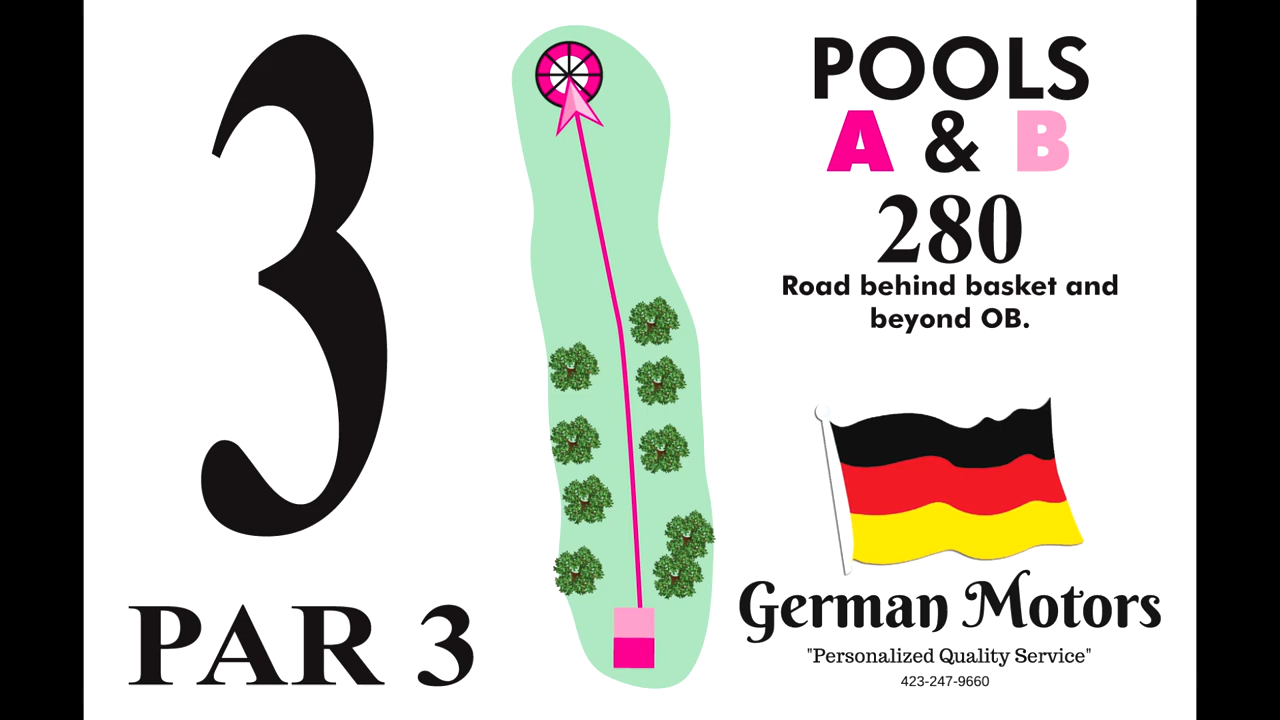 3
PAR 3
POOLS
A & B
280
Road behind basket and
beyond OB.
German Motors
"Personalized Quality Service"
423-247-9660